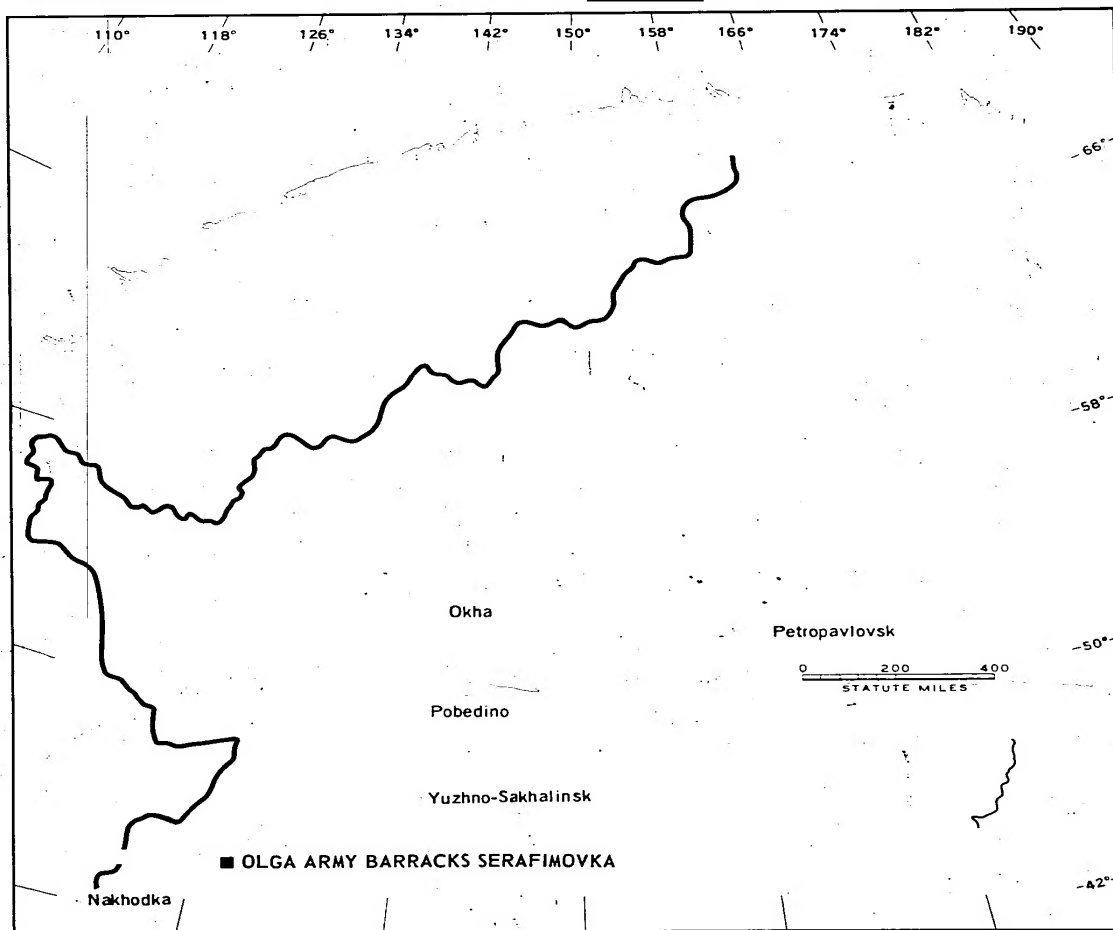 110° 118° 126° 134° 142° 150° 158° 166° 174° 182° 190°
66°
58°
Okha
Petropavlovsk
50°
0 200 400
STATUTE MILES
Pobedino
Yuzhno-Sakhalinsk
■ OLGA ARMY BARRACKS SERAFIMOVKA
42°
Nakhodka